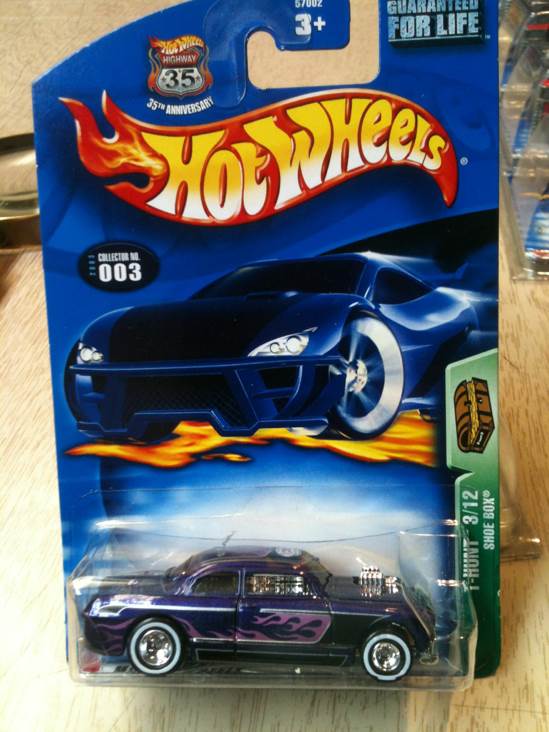 57002
3+
GUARANTEED
FOR LIFE
HOT WHEELS
HIGHWAY
35
35TH ANNIVERSARY
HOT WHEELS®
2003
COLLECTOR NO.
003
T-HUNT 3/12
SHOE BOX®